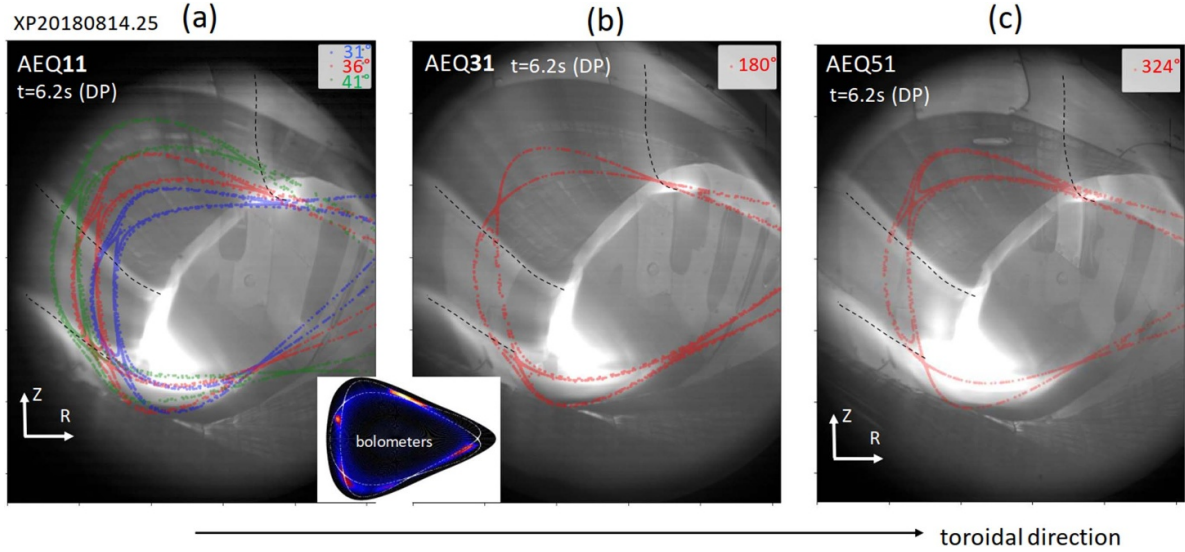 XP20180814.25
(a)
(b)
(c)
AEQ11
t=6.2s (DP)
31°
36°
41°
AEQ31 t=6.2s (DP)
180°
AEQ51
t=6.2s (DP)
324°
Z
R
bolometers
Z
R
toroidal direction